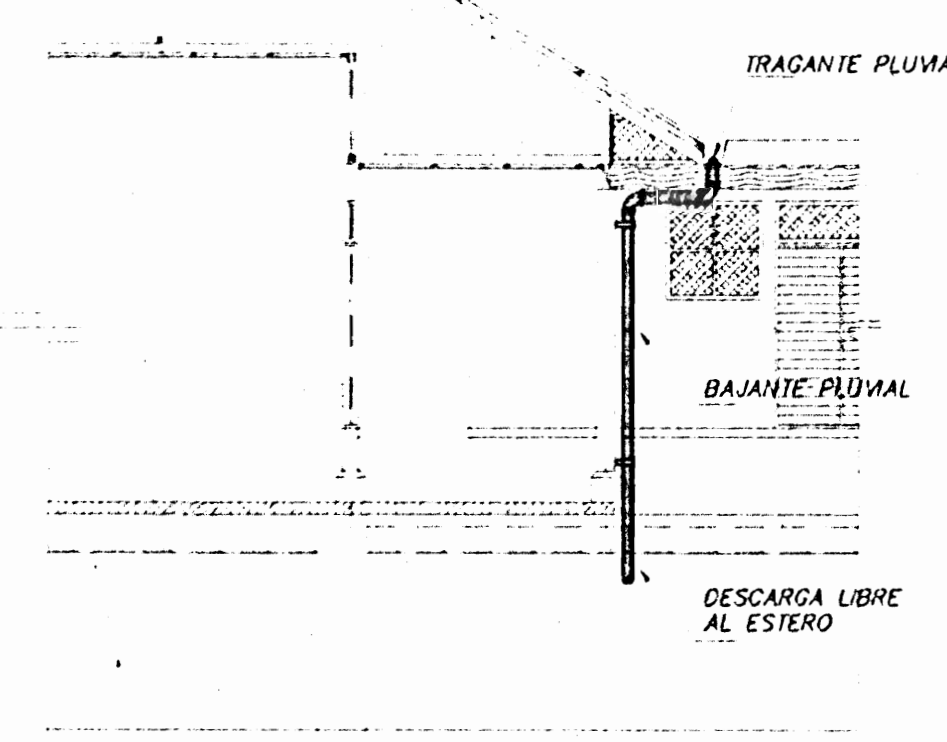 TRAGANTE PLUVIA
BAJANTE PLUVIAL
DESCARGA LIBRE
AL ESTERO